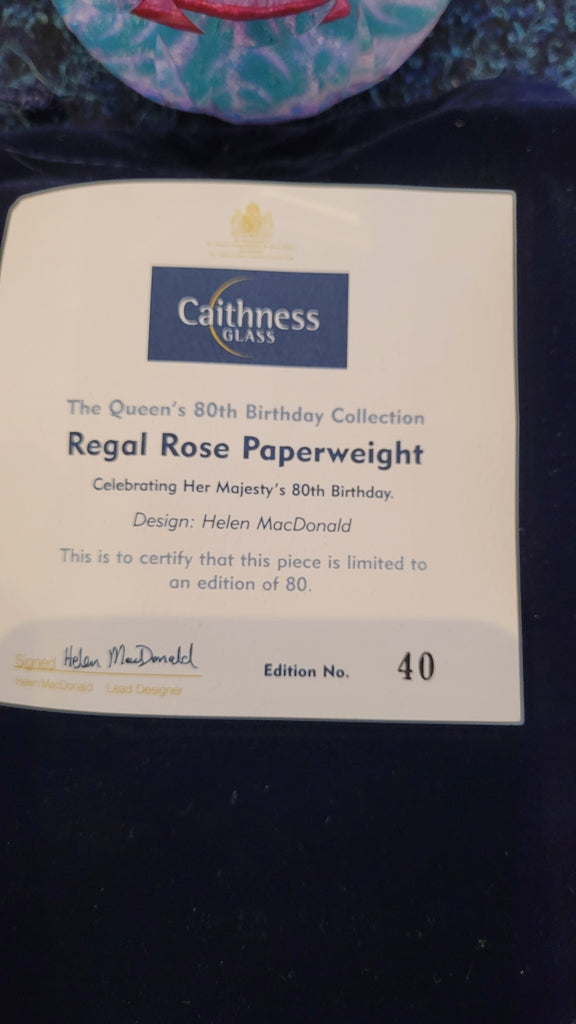 Caithness
GLASS
The Queen's 80th Birthday Collection
Regal Rose Paperweight
Celebrating Her Majesty's 80th Birthday.
Design: Helen MacDonald
This is to certify that this piece is limited to
an edition of 80.
Signed Helen MacDonald
Helen MacDonald Lead Designer
Edition No. 40